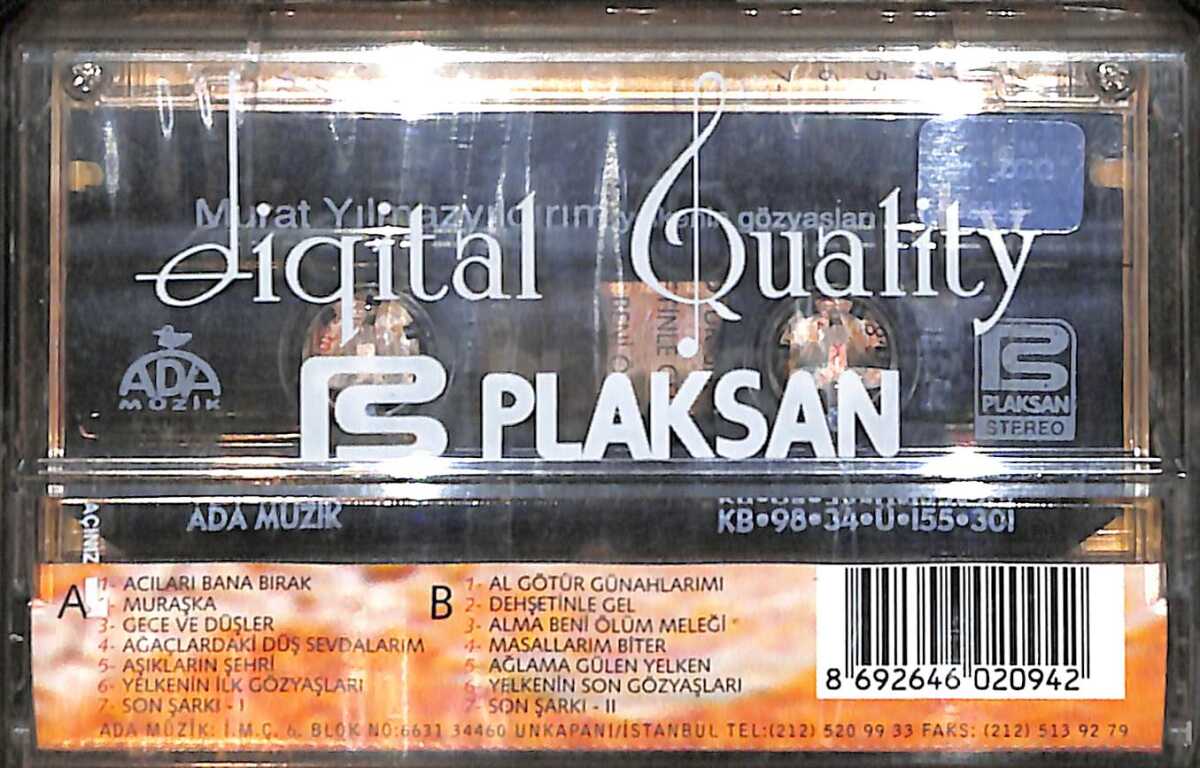 Digital Quality
Murat Yılmazyıldırım yelkenin gözyaşları
ADA
MÜZİK
PLAKSAN
PLAKSAN
STEREO
ADA MÜZİK
KB•98•34•U•155•301
A
1- ACILARI BANA BIRAK
2- MURAŞKA
3- GECE VE DÜŞLER
4- AĞAÇLARDAKİ DÜŞ SEVDALARIM
5- AŞIKLARIN ŞEHRİ
6- YELKENİN İLK GÖZYAŞLARI
7- SON ŞARKI - I
B
1- AL GÖTÜR GÜNAHLARIMI
2- DEHŞETİNLE GEL
3- ALMA BENİ ÖLÜM MELEĞİ
4- MASALLARIM BİTER
5- AĞLAMA GÜLEN YELKEN
6- YELKENİN SON GÖZYAŞLARI
7- SON ŞARKI - II
8 692646 020942
ADA MÜZİK: İ.M.Ç. 6. BLOK NO:6631 34460 UNKAPANI/İSTANBUL TEL:(212) 520 99 33 FAKS: (212) 513 92 79